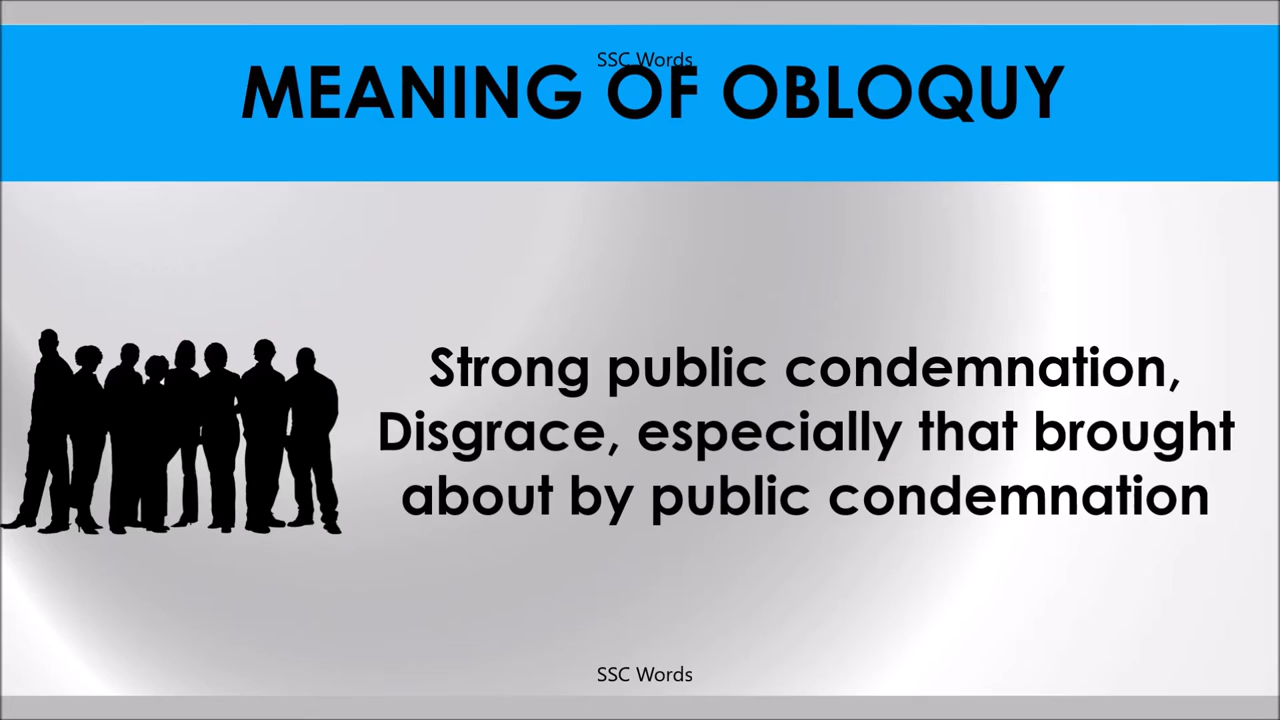 SSC Words
MEANING OF OBLOQUY
Strong public condemnation,
Disgrace, especially that brought
about by public condemnation
SSC Words